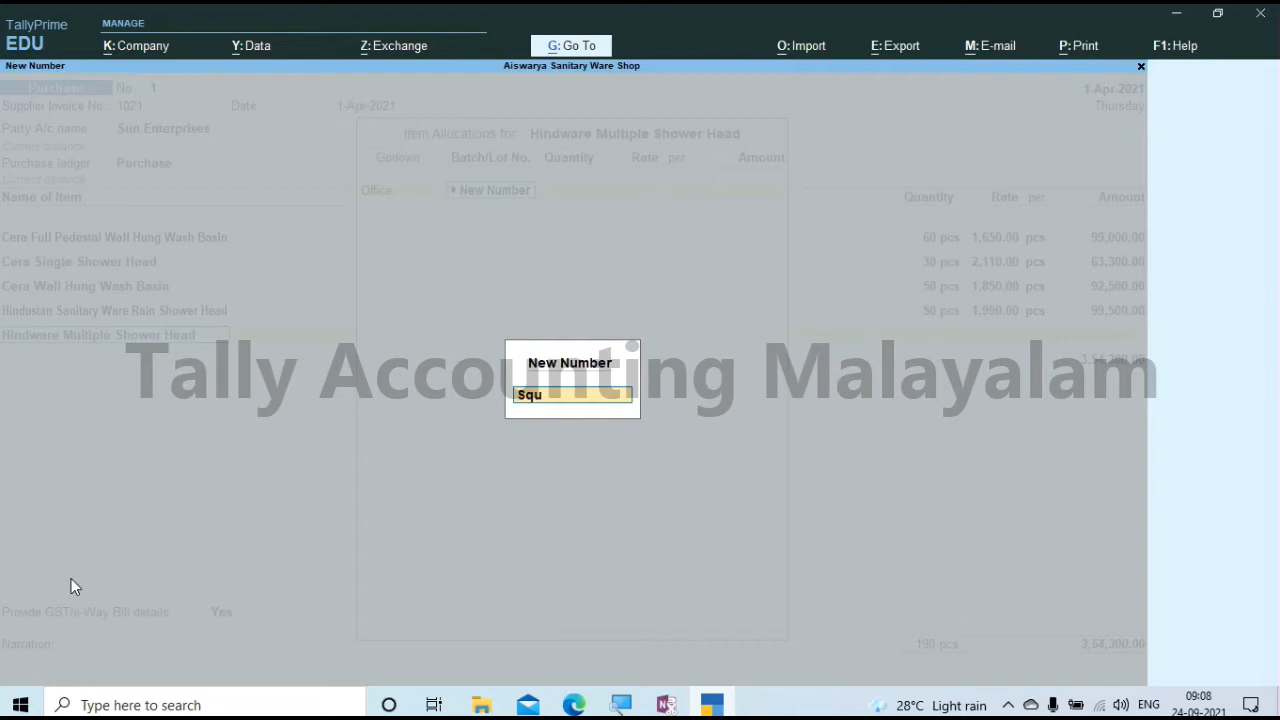 TallyPrime
EDU
MANAGE
K: Company
Y: Data
Z: Exchange
G: Go To
O: Import
E: Export
M: E-mail
P: Print
F1: Help
New Number
Aiswarya Sanitary Ware Shop
Purchase No. 1
1-Apr-2021
Supplier Invoice No.: 1021 Date 1-Apr-2021
Thursday
Party A/c name Sun Enterprises
Current balance
Purchase ledger Purchase
Current balance
Item Allocations for Hindware Multiple Shower Head
Godown Batch/Lot No. Quantity Rate per Amount
Office New Number
Name of Item Quantity Rate per Amount
Cera Full Pedestal Wall Hung Wash Basin 60 pcs 1,650.00 pcs 99,000.00
Cera Single Shower Head 30 pcs 2,110.00 pcs 63,300.00
Cera Wall Hung Wash Basin 50 pcs 1,850.00 pcs 92,500.00
Hindustan Sanitary Ware Rain Shower Head 50 pcs 1,990.00 pcs 99,500.00
Hindware Multiple Shower Head
3,54,300.00
New Number
Squ
Tally Accounting Malayalam
Provide GST/e-Way Bill details: Yes
Narration: 190 pcs 3,54,300.00
Type here to search
28°C Light rain
ENG
09:08
24-09-2021